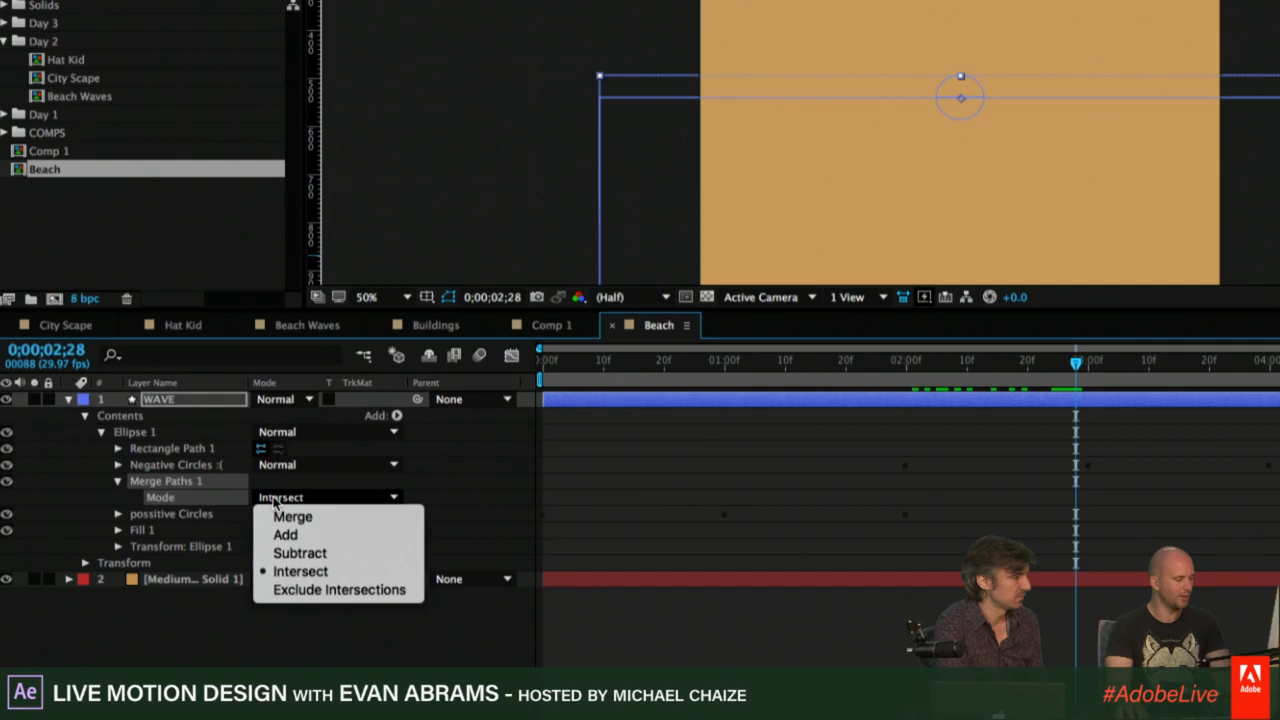 Solids
Day 3
Day 2
Hat Kid
City Scape
Beach Waves
Day 1
COMPS
Comp 1
Beach
8 bpc
50%
0;00;02;28
(Half)
Active Camera
1 View
+0.0
City Scape
Hat Kid
Beach Waves
Buildings
Comp 1
Beach
0;00;02;28
00088 (29.97 fps)
:00f 10f 20f 01:00f 10f 20f 02:00f 10f 20f 10f 20f 04:00
# Layer Name Mode T TrkMat Parent
1 WAVE Normal None
Contents Add:
Ellipse 1 Normal
Rectangle Path 1
Negative Circles :( Normal
Merge Paths 1
Mode Intersect
Merge
Add
Subtract
Intersect
Exclude Intersections
possitive Circles
Fill 1
Transform: Ellipse 1
Transform
2 [Medium... Solid 1] None
Ae LIVE MOTION DESIGN WITH EVAN ABRAMS - HOSTED BY MICHAEL CHAIZE
#AdobeLive
Adobe